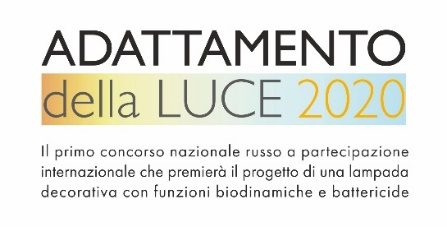 ADATTAMENTO
della LUCE 2020
Il primo concorso nazionale russo a partecipazione
internazionale che premierà il progetto di una lampada
decorativa con funzioni biodinamiche e battericide